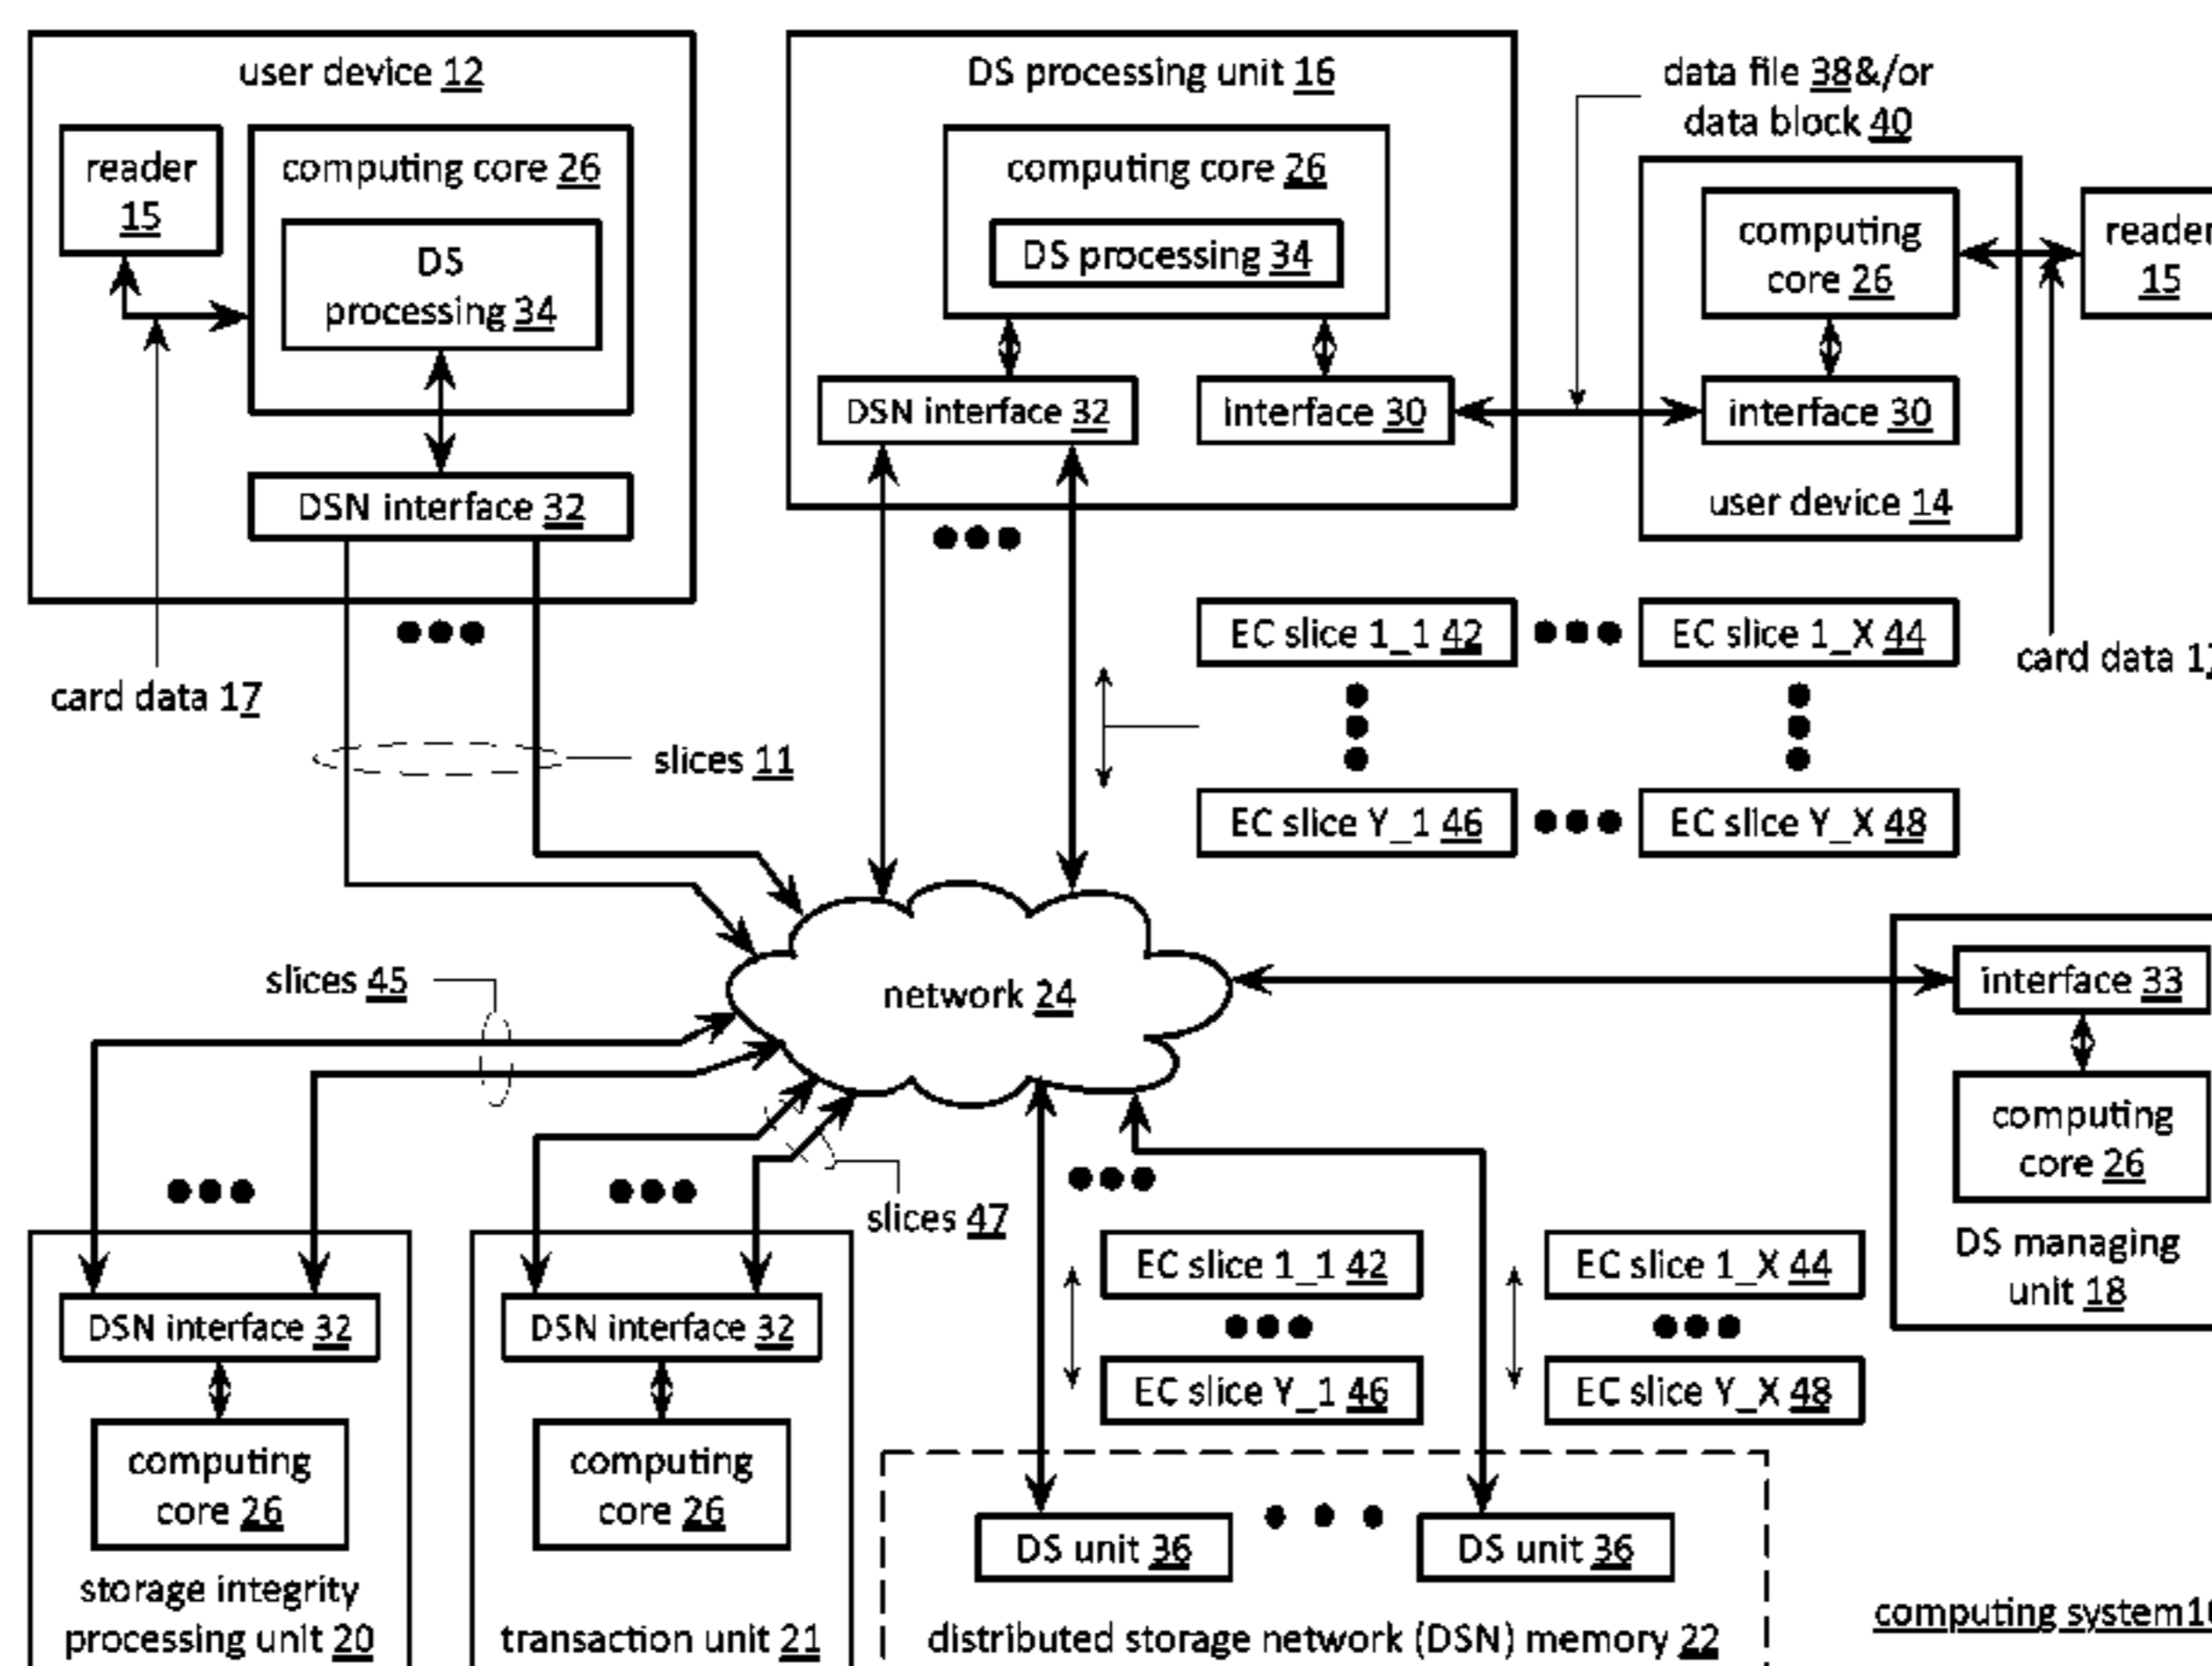 user device 12
reader
15
computing core 26
DS
processing 34
DSN interface 32
card data 17
slices 11
DS processing unit 16
computing core 26
DS processing 34
DSN interface 32
interface 30
data file 38&/or
data block 40
computing
core 26
interface 30
user device 14
reader
15
card data 17
EC slice 1_1 42
EC slice 1_X 44
EC slice Y_1 46
EC slice Y_X 48
network 24
slices 45
slices 47
interface 33
computing
core 26
DS managing
unit 18
DSN interface 32
computing
core 26
storage integrity
processing unit 20
DSN interface 32
computing
core 26
transaction unit 21
EC slice 1_1 42
EC slice Y_1 46
EC slice 1_X 44
EC slice Y_X 48
DS unit 36
DS unit 36
distributed storage network (DSN) memory 22
computing system 10